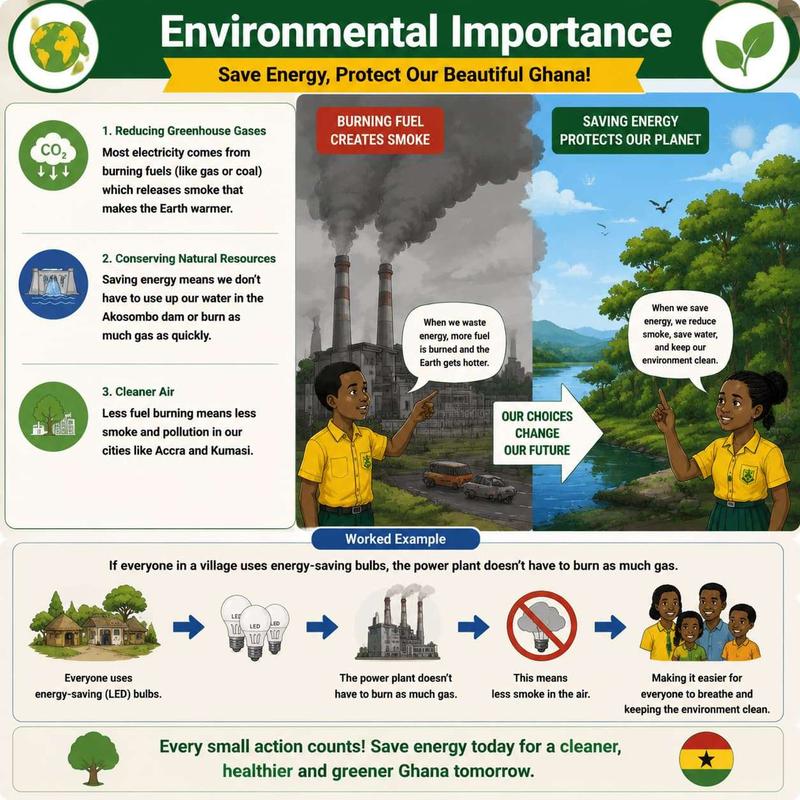 Environmental Importance
Save Energy, Protect Our Beautiful Ghana!
CO₂
1. Reducing Greenhouse Gases
Most electricity comes from
burning fuels (like gas or coal)
which releases smoke that
makes the Earth warmer.
2. Conserving Natural Resources
Saving energy means we don't
have to use up our water in the
Akosombo dam or burn as
much gas as quickly.
3. Cleaner Air
Less fuel burning means less
smoke and pollution in our
cities like Accra and Kumasi.
BURNING FUEL
CREATES SMOKE
When we waste
energy, more fuel
is burned and the
Earth gets hotter.
SAVING ENERGY
PROTECTS OUR PLANET
When we save
energy, we reduce
smoke, save water,
and keep our
environment clean.
OUR CHOICES
CHANGE
OUR FUTURE
Worked Example
If everyone in a village uses energy-saving bulbs, the power plant doesn't have to burn as much gas.
LED
LED
LED
Everyone uses
energy-saving (LED) bulbs.
The power plant doesn't
have to burn as much gas.
This means
less smoke in the air.
Making it easier for
everyone to breathe and
keeping the environment clean.
Every small action counts! Save energy today for a cleaner,
healthier and greener Ghana tomorrow.